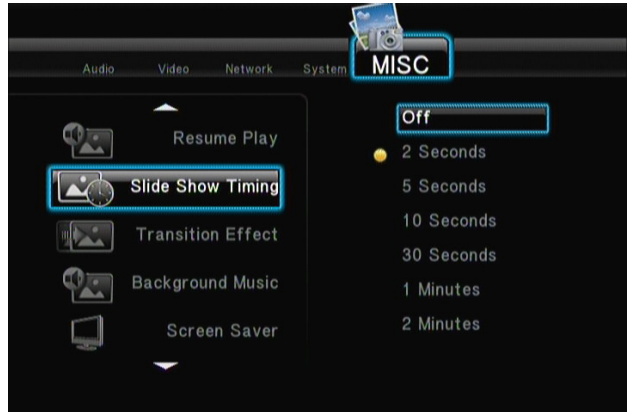 Audio Video Network System MISC
Resume Play
Slide Show Timing
Transition Effect
Background Music
Screen Saver
Off
2 Seconds
5 Seconds
10 Seconds
30 Seconds
1 Minutes
2 Minutes